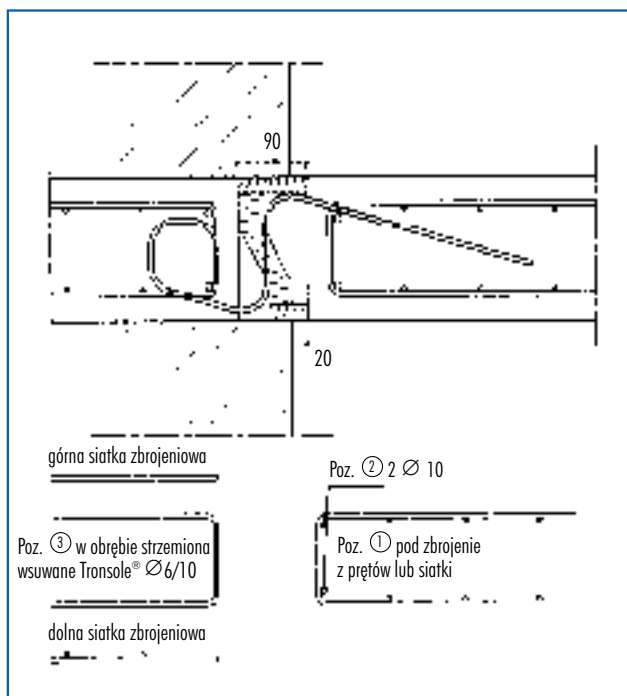 90
20
górna siatka zbrojeniowa
Poz. ② 2 Ø 10
Poz. ③ w obrębie strzemiona
wsuwane Tronsole® Ø6/10
Poz. ① pod zbrojenie
z prętów lub siatki
dolna siatka zbrojeniowa